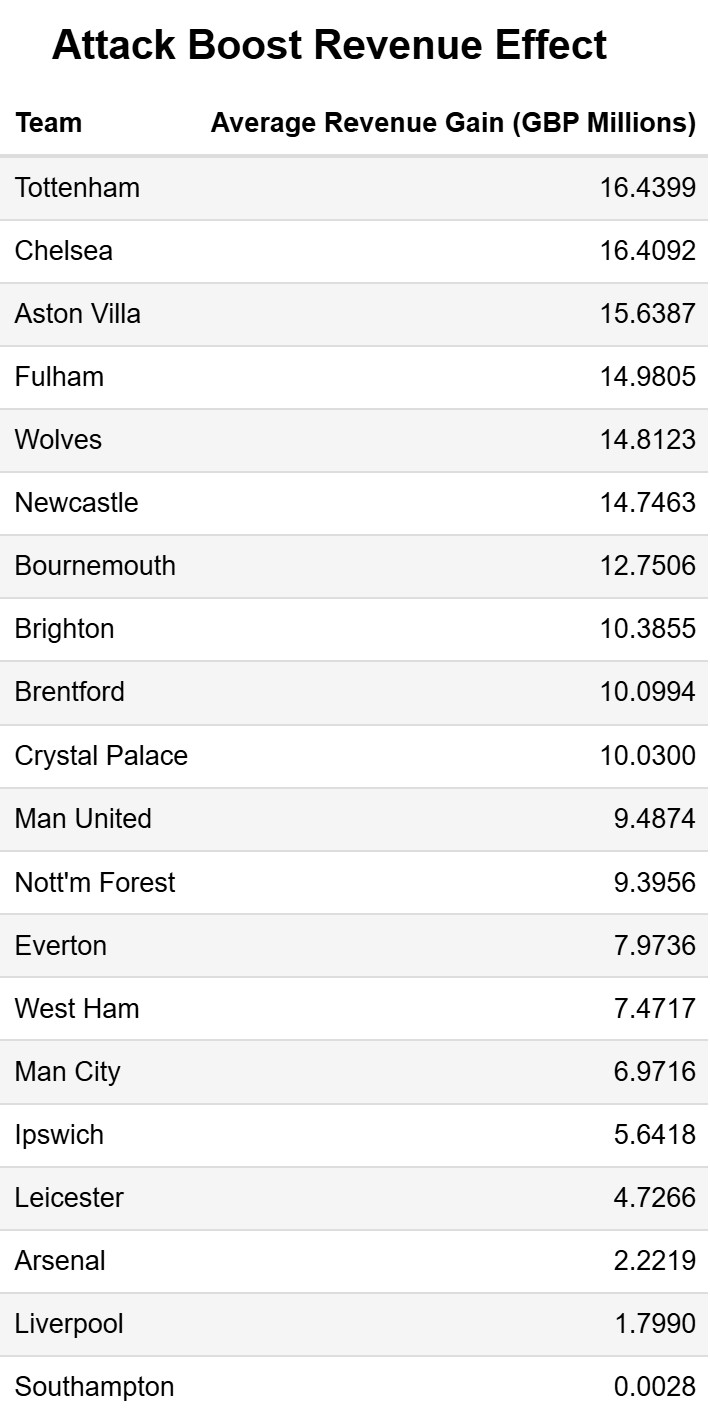 Attack Boost Revenue Effect
Team Average Revenue Gain (GBP Millions)
Tottenham 16.4399
Chelsea 16.4092
Aston Villa 15.6387
Fulham 14.9805
Wolves 14.8123
Newcastle 14.7463
Bournemouth 12.7506
Brighton 10.3855
Brentford 10.0994
Crystal Palace 10.0300
Man United 9.4874
Nott'm Forest 9.3956
Everton 7.9736
West Ham 7.4717
Man City 6.9716
Ipswich 5.6418
Leicester 4.7266
Arsenal 2.2219
Liverpool 1.7990
Southampton 0.0028